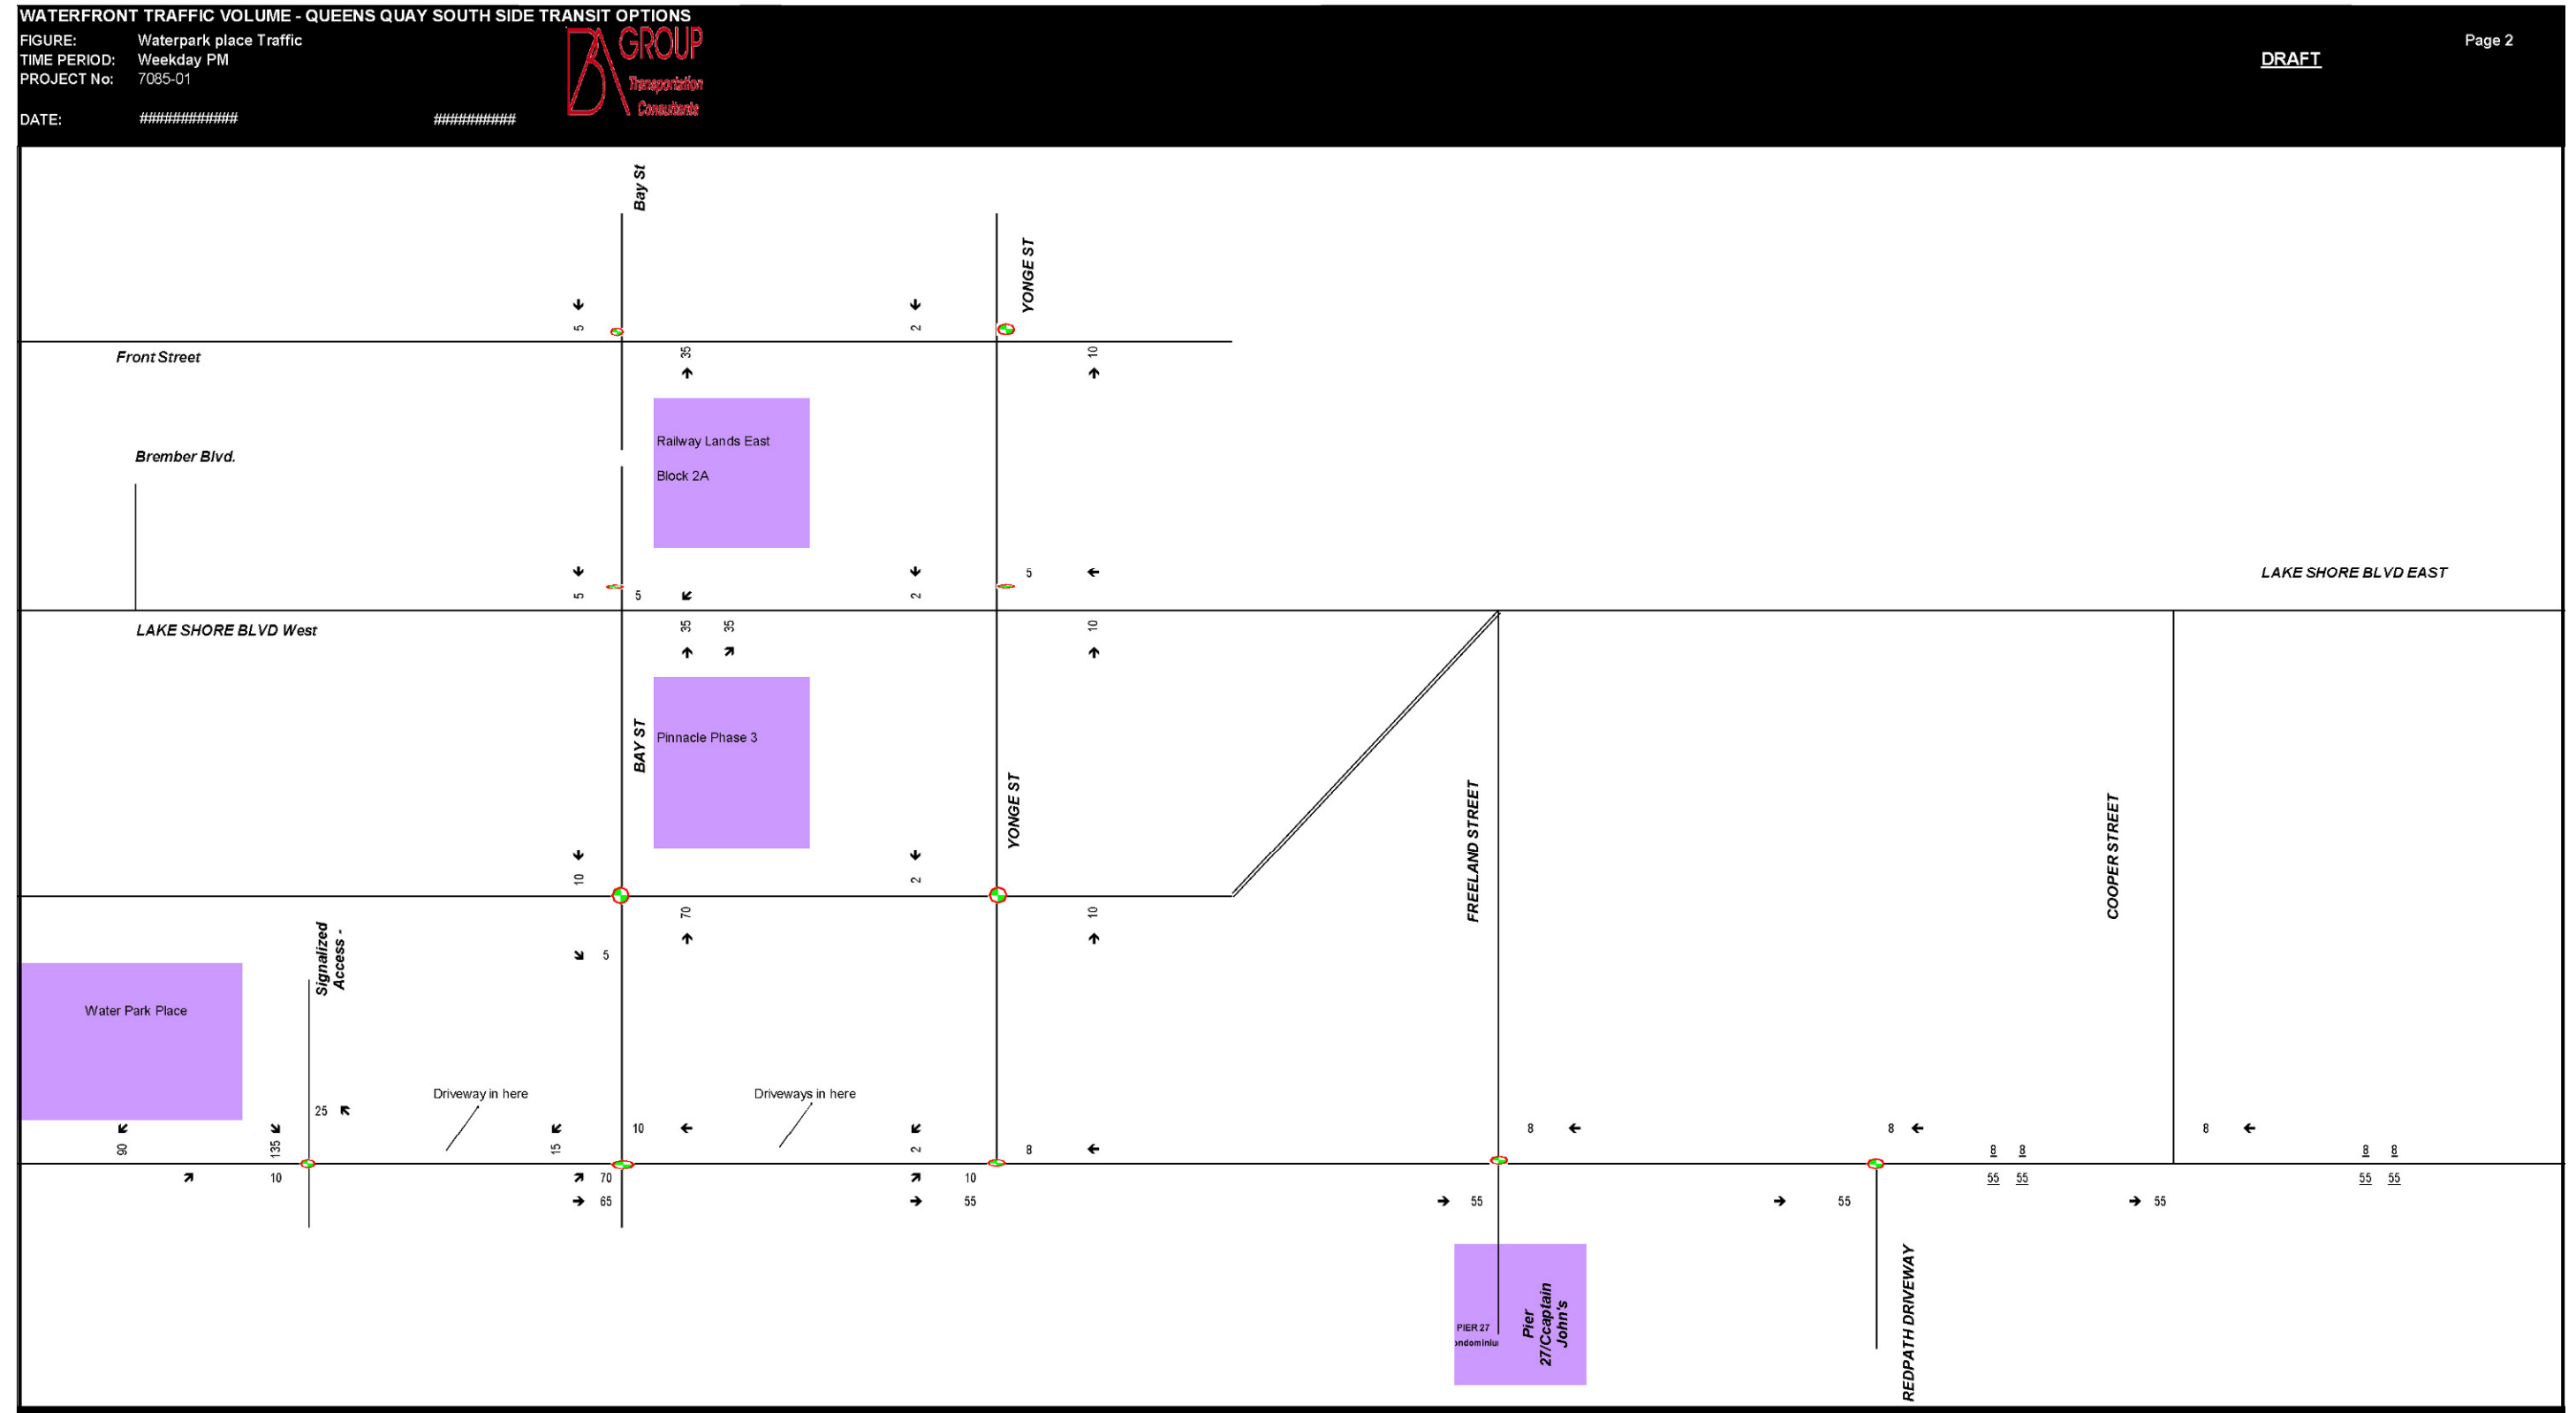 WATERFRONT TRAFFIC VOLUME - QUEENS QUAY SOUTH SIDE TRANSIT OPTIONS
FIGURE: Waterpark place Traffic
TIME PERIOD: Weekday PM
PROJECT No: 7085-01
DATE: ############ ##########
BA GROUP
Transportation
Consultants
DRAFT
Page 2
Bay St
YONGE ST
5
2
Front Street
35
10
Railway Lands East
Block 2A
Brember Blvd.
5
LAKE SHORE BLVD EAST
5
5
2
LAKE SHORE BLVD West
35
35
10
BAY ST
Pinnacle Phase 3
YONGE ST
FREELAND STREET
COOPER STREET
10
2
70
10
Signalized
Access -
5
Water Park Place
Driveway in here
Driveways in here
25
10
8
8
8
90
135
15
2
8
8
8
8
8
10
70
10
55
55
55
55
65
55
55
55
55
PIER 27
ondominiu
Pier
27/Ccaptain
John's
REDPATH DRIVEWAY